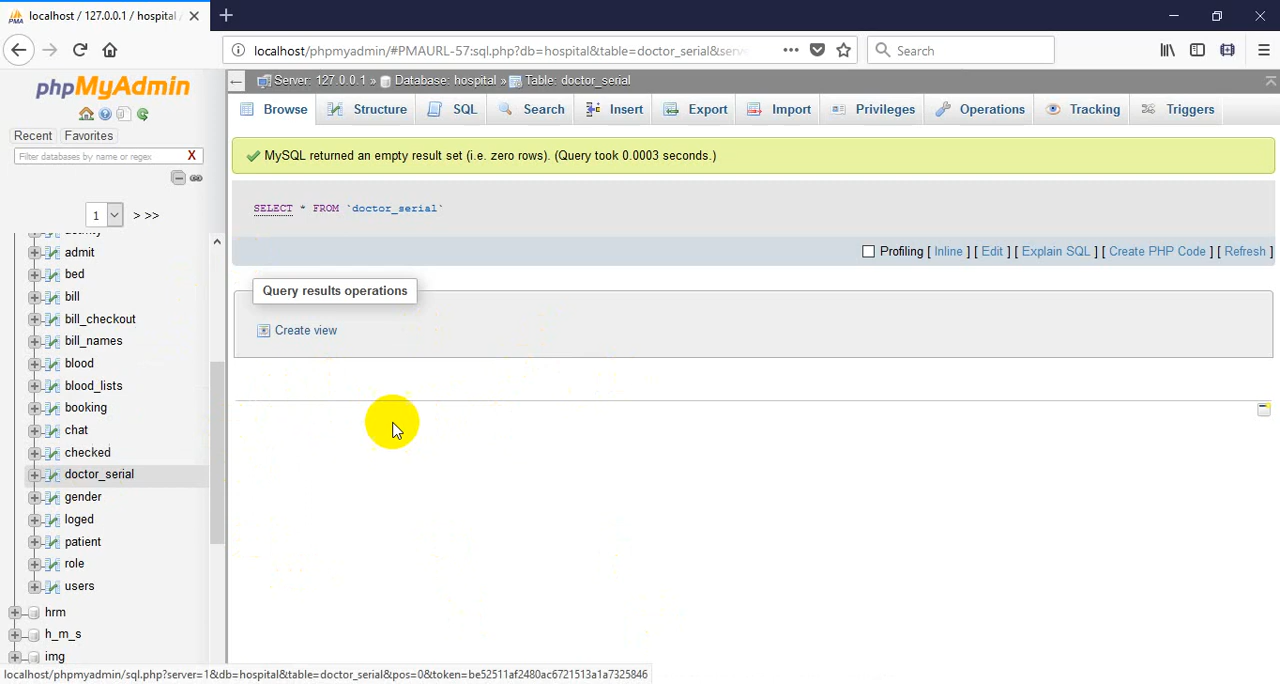 localhost / 127.0.0.1 / hospital /
localhost/phpmyadmin/#PMAURL-57:sql.php?db=hospital&table=doctor_serial&serve
Search
phpMyAdmin
Recent
Favorites
Filter databases by name or regex
X
1
> >>
admit
bed
bill
bill_checkout
bill_names
blood
blood_lists
booking
chat
checked
doctor_serial
gender
loged
patient
role
users
hrm
h_m_s
img
Server: 127.0.0.1 » Database: hospital » Table: doctor_serial
Browse
Structure
SQL
Search
Insert
Export
Import
Privileges
Operations
Tracking
Triggers
MySQL returned an empty result set (i.e. zero rows). (Query took 0.0003 seconds.)
SELECT * FROM `doctor_serial`
Profiling [ Inline ] [ Edit ] [ Explain SQL ] [ Create PHP Code ] [ Refresh ]
Query results operations
Create view
localhost/phpmyadmin/sql.php?server=1&db=hospital&table=doctor_serial&pos=0&token=be52511af2480ac6721513a1a7325846